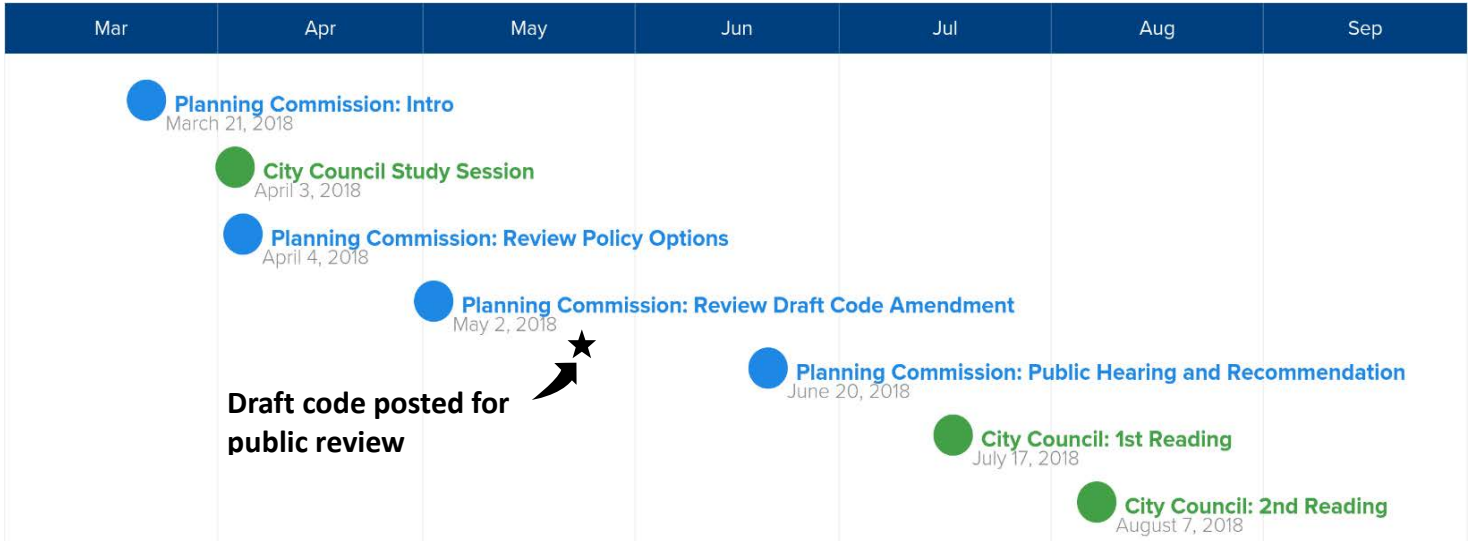 Mar Apr May Jun Jul Aug Sep
Planning Commission: Intro
March 21, 2018
City Council Study Session
April 3, 2018
Planning Commission: Review Policy Options
April 4, 2018
Planning Commission: Review Draft Code Amendment
May 2, 2018
Planning Commission: Public Hearing and Recommendation
June 20, 2018
Draft code posted for
public review
City Council: 1st Reading
July 17, 2018
City Council: 2nd Reading
August 7, 2018